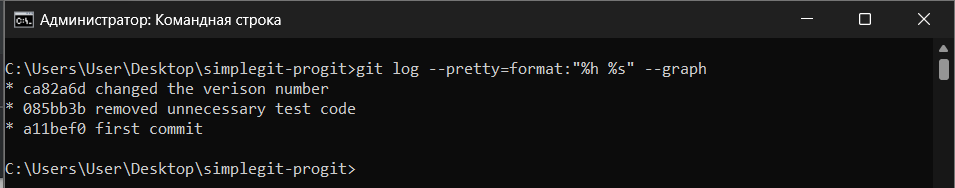 Администратор: Командная строка
C:\Users\User\Desktop\simplegit-progit>git log --pretty=format:"%h %s" --graph
* ca82a6d changed the verison number
* 085bb3b removed unnecessary test code
* a11bef0 first commit
C:\Users\User\Desktop\simplegit-progit>